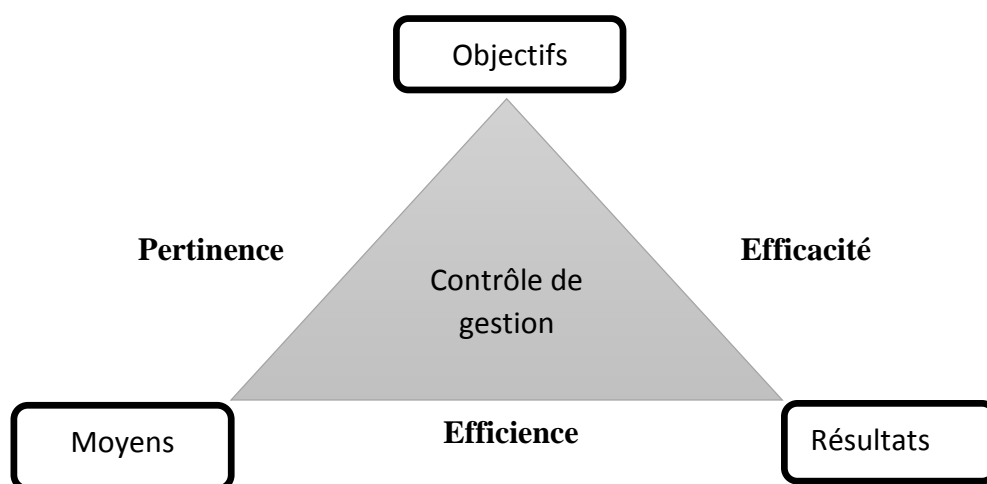 Objectifs
Pertinence
Efficacité
Contrôle de
gestion
Moyens
Efficience
Résultats